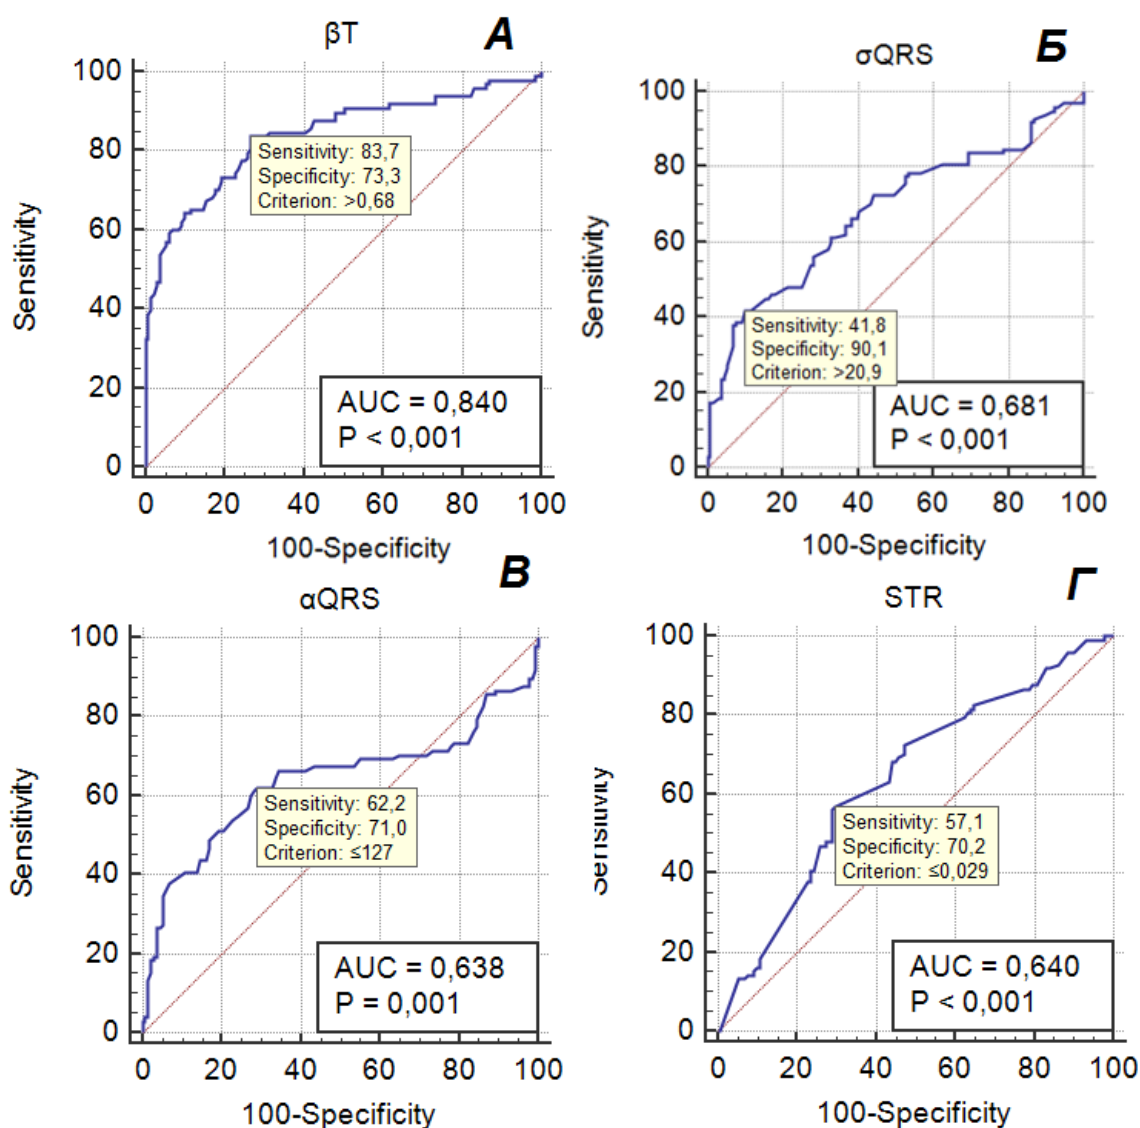 βT
А
100
80
60
40
20
0
Sensitivity
Sensitivity: 83,7
Specificity: 73,3
Criterion: >0,68
AUC = 0,840
P < 0,001
0 20 40 60 80 100
100-Specificity
σQRS
Б
100
80
60
40
20
0
Sensitivity
Sensitivity: 41,8
Specificity: 90,1
Criterion: >20,9
AUC = 0,681
P < 0,001
0 20 40 60 80 100
100-Specificity
αQRS
В
100
80
60
40
20
0
Sensitivity
Sensitivity: 62,2
Specificity: 71,0
Criterion: ≤127
AUC = 0,638
P = 0,001
0 20 40 60 80 100
100-Specificity
STR
Г
100
80
60
40
20
0
Sensitivity
Sensitivity: 57,1
Specificity: 70,2
Criterion: ≤0,029
AUC = 0,640
P < 0,001
0 20 40 60 80 100
100-Specificity